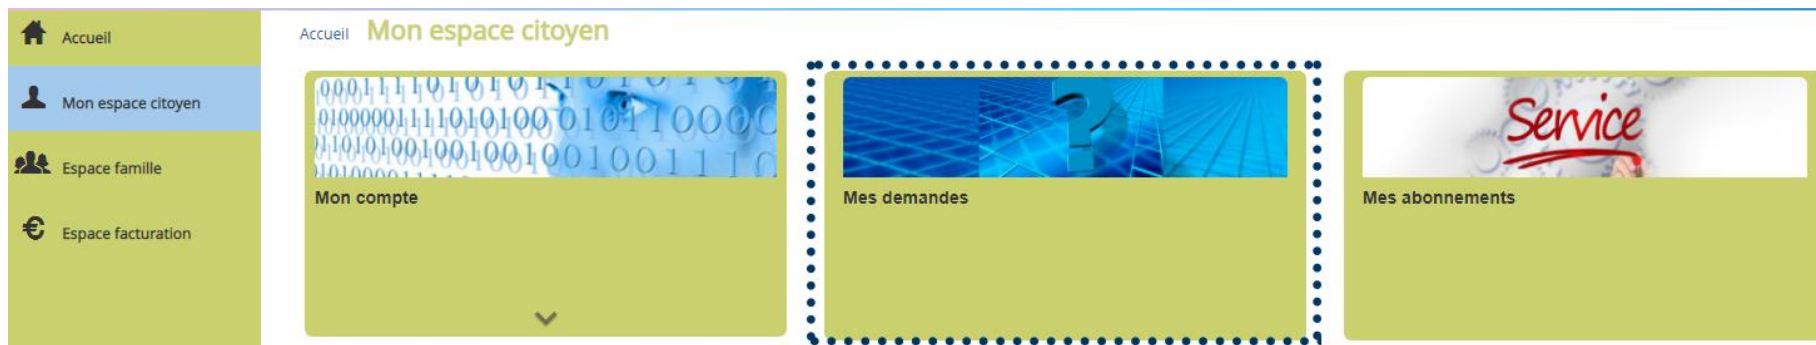 Accueil
Mon espace citoyen
Espace famille
Espace facturation
Accueil Mon espace citoyen
Mon compte
Mes demandes
Service
Mes abonnements